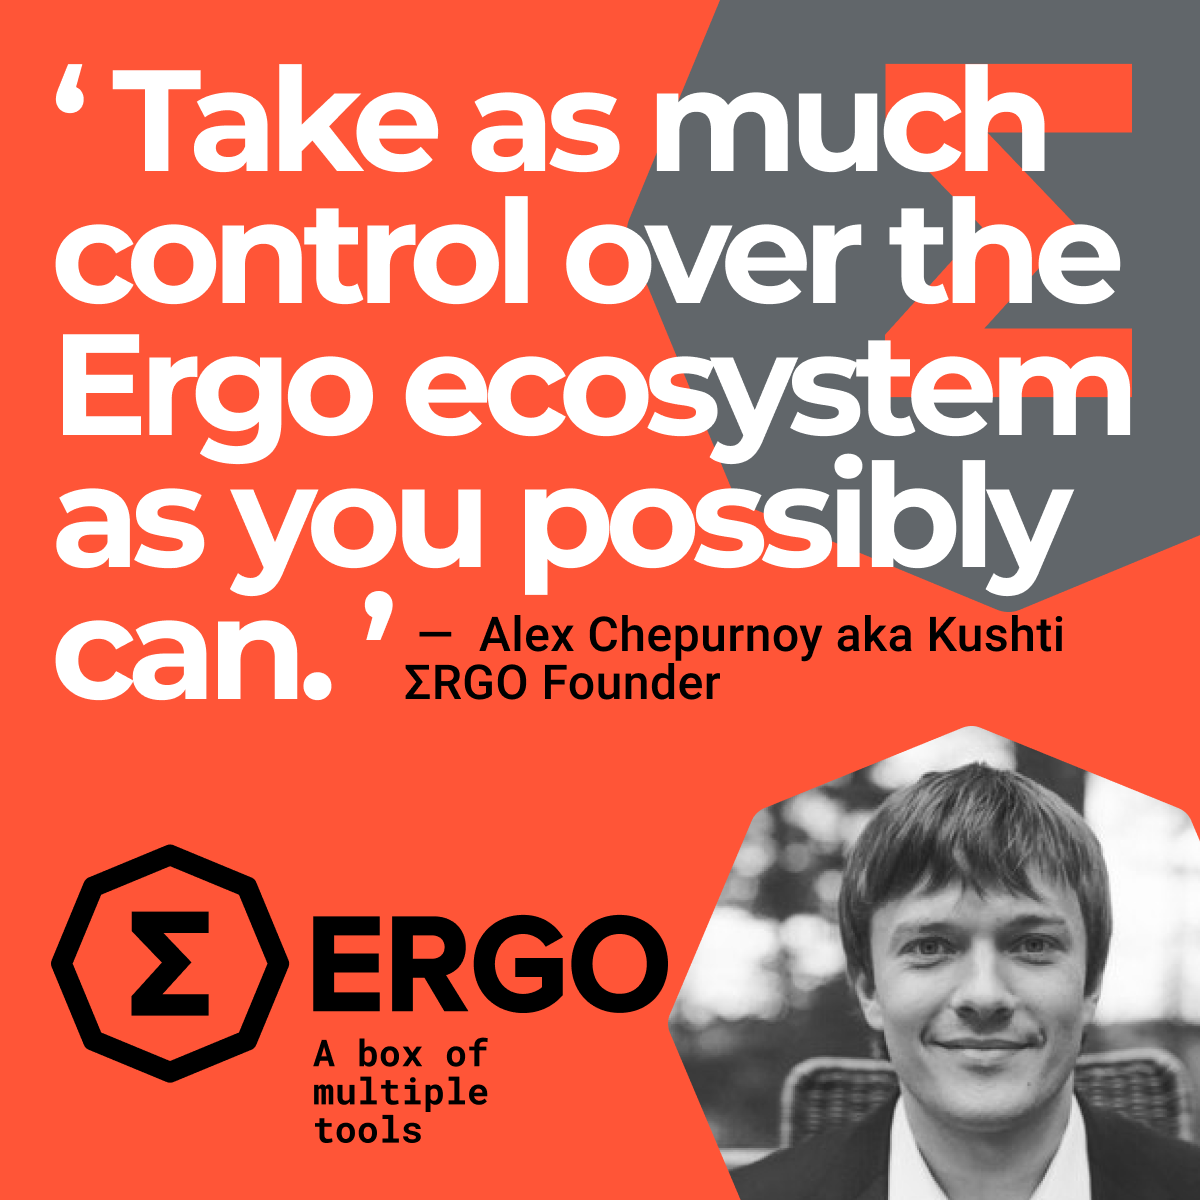 ‘ Take as much
control over the
Ergo ecosystem
as you possibly
can. ’ — Alex Chepurnoy aka Kushti
ΣRGO Founder
Σ
Σ ERGO
A box of
multiple
tools